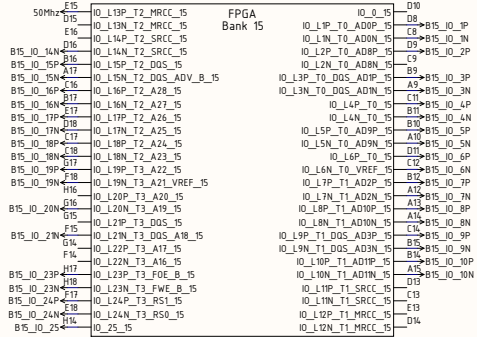 FPGA
Bank 15
50Mhz E15 IO_L13P_T2_MRCC_15
D15 IO_L13N_T2_MRCC_15
E16 IO_L14P_T2_SRCC_15
B15_IO_14N D16 IO_L14N_T2_SRCC_15
B15_IO_15P B16 IO_L15P_T2_DQS_15
B15_IO_15N A17 IO_L15N_T2_DQS_ADV_B_15
B15_IO_16P C16 IO_L16P_T2_A28_15
B15_IO_16N B17 IO_L16N_T2_A27_15
B15_IO_17P E17 IO_L17P_T2_A26_15
B15_IO_17N D18 IO_L17N_T2_A25_15
B15_IO_18P C17 IO_L18P_T2_A24_15
B15_IO_18N C18 IO_L18N_T2_A23_15
B15_IO_19P G17 IO_L19P_T3_A22_15
B15_IO_19N F18 IO_L19N_T3_A21_VREF_15
H16 IO_L20P_T3_A20_15
B15_IO_20N G16 IO_L20N_T3_A19_15
G15 IO_L21P_T3_DQS_15
B15_IO_21N F15 IO_L21N_T3_DQS_A18_15
G14 IO_L22P_T3_A17_15
F14 IO_L22N_T3_A16_15
B15_IO_23P H17 IO_L23P_T3_FOE_B_15
B15_IO_23N H18 IO_L23N_T3_FWE_B_15
B15_IO_24P F17 IO_L24P_T3_RS1_15
B15_IO_24N E18 IO_L24N_T3_RS0_15
B15_IO_25 H14 IO_25_15
IO_0_15 D10
IO_L1P_T0_AD0P_15 D8 B15_IO_1P
IO_L1N_T0_AD0N_15 C8 B15_IO_1N
IO_L2P_T0_AD8P_15 D9 B15_IO_2P
IO_L2N_T0_AD8N_15 C9
IO_L3P_T0_DQS_AD1P_15 B9 B15_IO_3P
IO_L3N_T0_DQS_AD1N_15 A9 B15_IO_3N
IO_L4P_T0_15 C11 B15_IO_4P
IO_L4N_T0_15 B11 B15_IO_4N
IO_L5P_T0_AD9P_15 B10 B15_IO_5P
IO_L5N_T0_AD9N_15 A10 B15_IO_5N
IO_L6P_T0_15 D11 B15_IO_6P
IO_L6N_T0_VREF_15 C12 B15_IO_6N
IO_L7P_T1_AD2P_15 B12 B15_IO_7P
IO_L7N_T1_AD2N_15 A12 B15_IO_7N
IO_L8P_T1_AD10P_15 A13 B15_IO_8P
IO_L8N_T1_AD10N_15 A14 B15_IO_8N
IO_L9P_T1_DQS_AD3P_15 C14 B15_IO_9P
IO_L9N_T1_DQS_AD3N_15 B15 B15_IO_9N
IO_L10P_T1_AD11P_15 B14 B15_IO_10P
IO_L10N_T1_AD11N_15 A15 B15_IO_10N
IO_L11P_T1_SRCC_15 D13
IO_L11N_T1_SRCC_15 C13
IO_L12P_T1_MRCC_15 E13
IO_L12N_T1_MRCC_15 D14